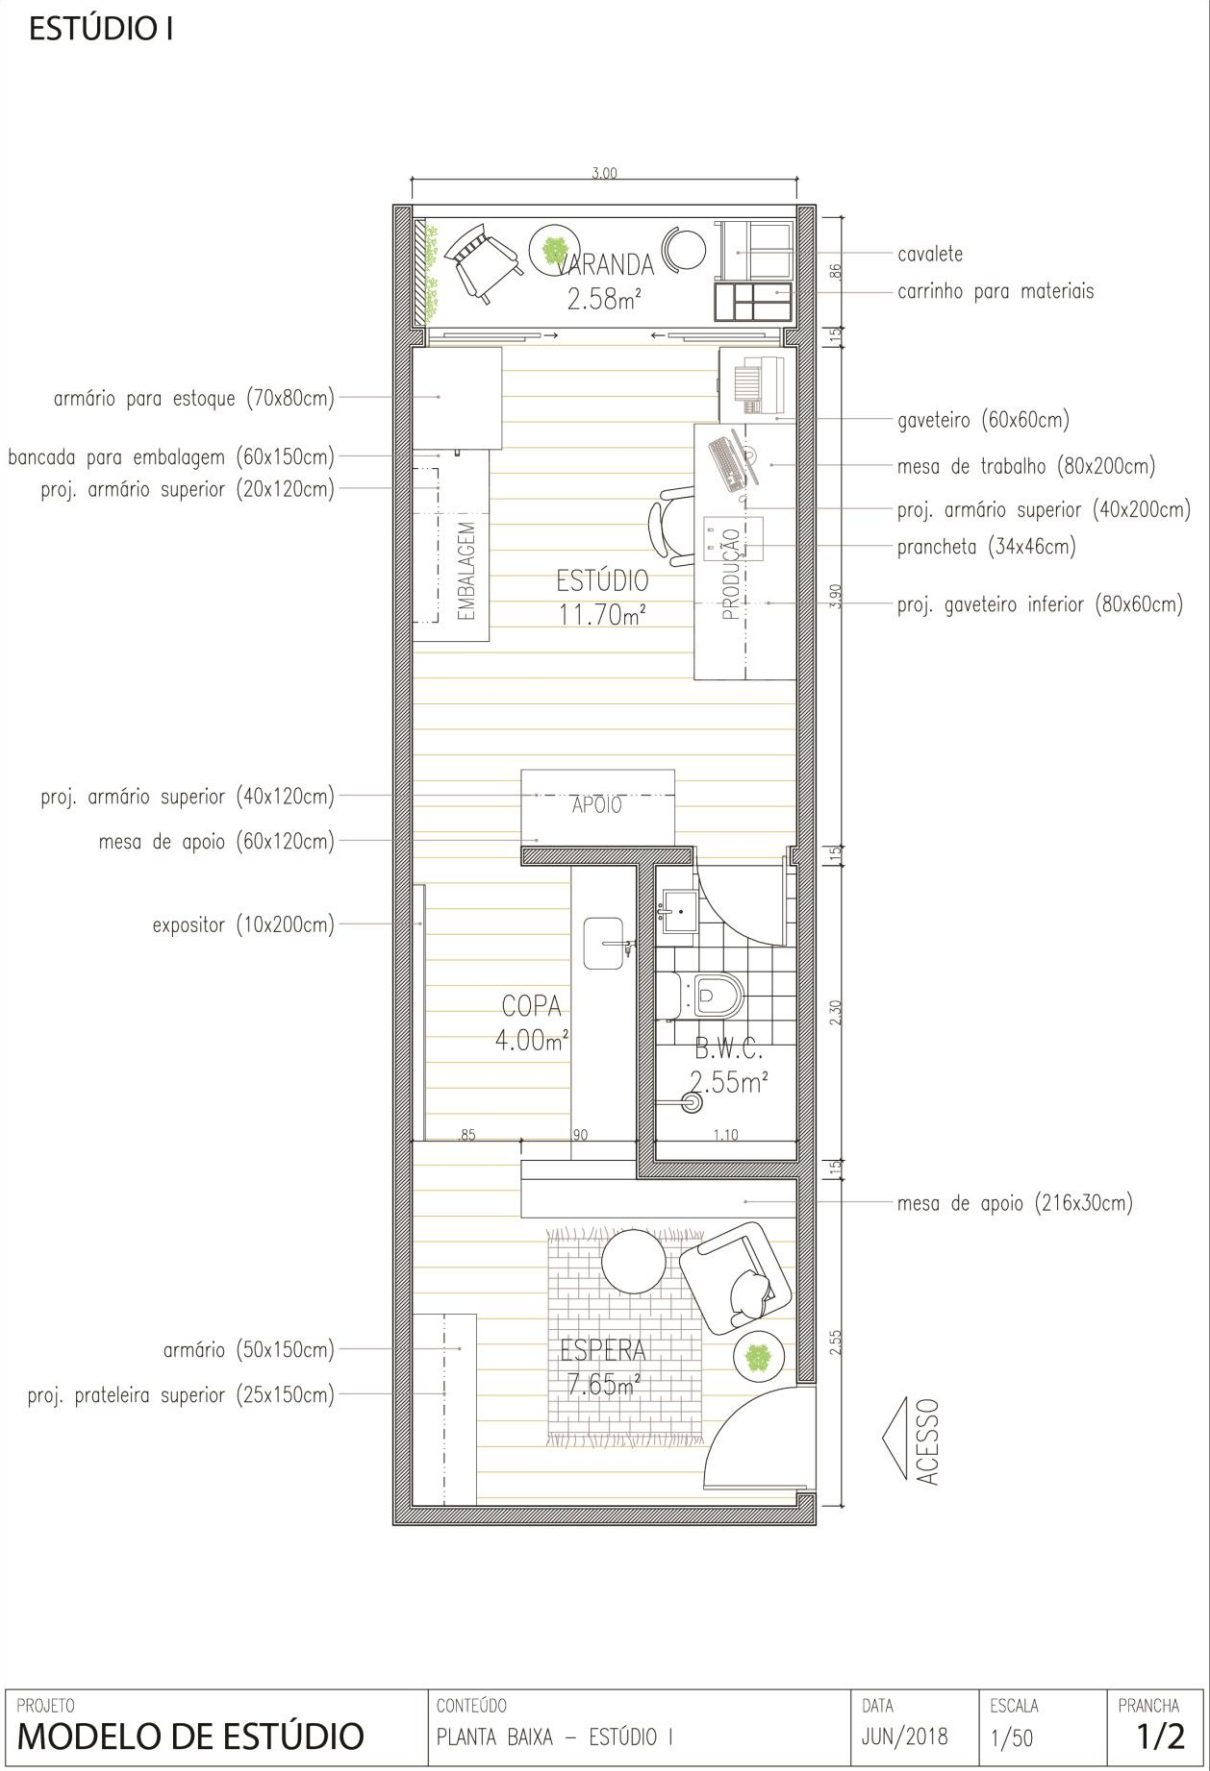 ESTÚDIO I
3.00
VARANDA
2.58m²
cavalete
carrinho para materiais
.86
.15
armário para estoque (70x80cm)
gaveteiro (60x60cm)
bancada para embalagem (60x150cm)
mesa de trabalho (80x200cm)
proj. armário superior (20x120cm)
proj. armário superior (40x200cm)
prancheta (34x46cm)
EMBALAGEM
PRODUÇÃO
ESTÚDIO
11.70m²
3.90
proj. gaveteiro inferior (80x60cm)
proj. armário superior (40x120cm)
APOIO
mesa de apoio (60x120cm)
.15
expositor (10x200cm)
COPA
4.00m²
2.30
B.W.C.
2.55m²
.85
.90
1.10
.15
mesa de apoio (216x30cm)
armário (50x150cm)
ESPERA
7.65m²
2.55
proj. prateleira superior (25x150cm)
ACESSO
PROJETO
MODELO DE ESTÚDIO
CONTEÚDO
PLANTA BAIXA – ESTÚDIO I
DATA
JUN/2018
ESCALA
1/50
PRANCHA
1/2